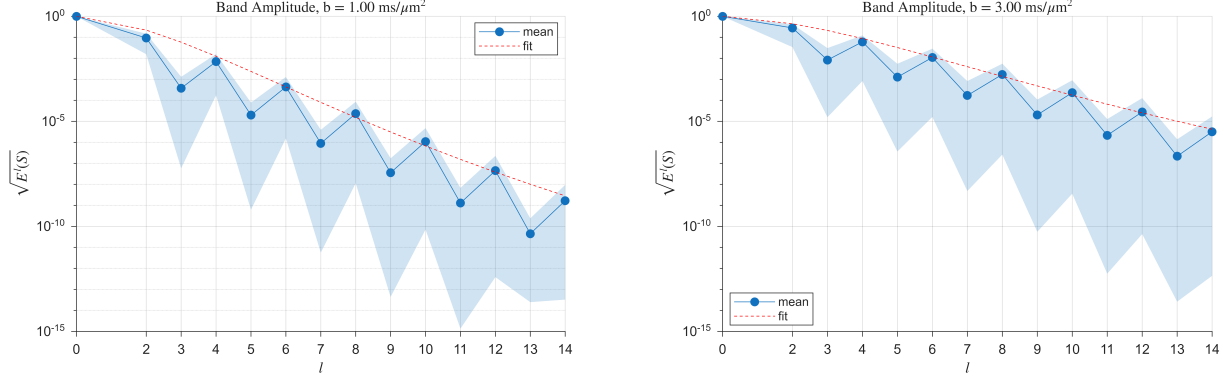 Band Amplitude, b = 1.00 ms/μm²
10⁰
10⁻⁵
10⁻¹⁰
10⁻¹⁵
√Eˡ(S)
mean
fit
0 2 3 4 5 6 7 8 9 10 11 12 13 14
l
Band Amplitude, b = 3.00 ms/μm²
10⁰
10⁻⁵
10⁻¹⁰
10⁻¹⁵
√Eˡ(S)
mean
fit
0 2 3 4 5 6 7 8 9 10 11 12 13 14
l